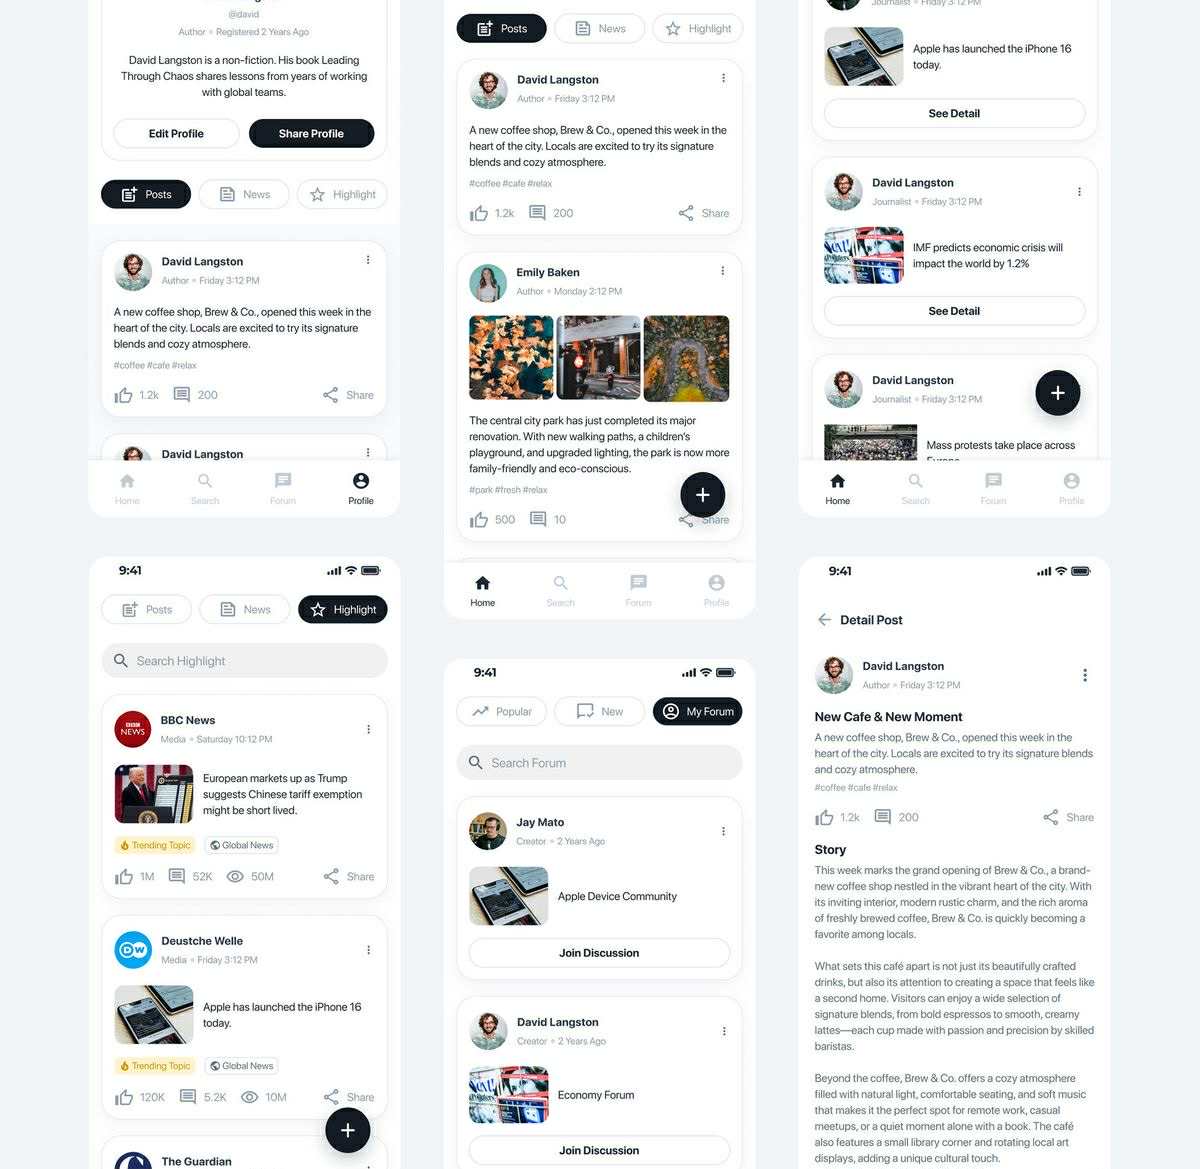 @david
Author • Registered 2 Years Ago
David Langston is a non-fiction. His book Leading
Through Chaos shares lessons from years of working
with global teams.
Edit Profile
Share Profile
Posts
News
Highlight
David Langston
Author • Friday 3:12 PM
A new coffee shop, Brew & Co., opened this week in the
heart of the city. Locals are excited to try its signature
blends and cozy atmosphere.
#coffee #cafe #relax
1.2k
200
Share
David Langston
Home
Search
Forum
Profile
9:41
Posts
News
Highlight
Search Highlight
BBC News
BBC
NEWS
Media • Saturday 10:12 PM
European markets up as Trump
suggests Chinese tariff exemption
might be short lived.
Trending Topic
Global News
1M
52K
50M
Share
Deustche Welle
DW
Media • Friday 3:12 PM
Apple has launched the iPhone 16
today.
Trending Topic
Global News
120K
5.2K
10M
Share
The Guardian
Posts
News
Highlight
David Langston
Author • Friday 3:12 PM
A new coffee shop, Brew & Co., opened this week in the
heart of the city. Locals are excited to try its signature
blends and cozy atmosphere.
#coffee #cafe #relax
1.2k
200
Share
Emily Baken
Author • Monday 2:12 PM
The central city park has just completed its major
renovation. With new walking paths, a children's
playground, and upgraded lighting, the park is now more
family-friendly and eco-conscious.
#park #fresh #relax
500
10
Share
Home
Search
Forum
Profile
9:41
Popular
New
My Forum
Search Forum
Jay Mato
Creator • 2 Years Ago
Apple Device Community
Join Discussion
David Langston
Creator • 2 Years Ago
Economy Forum
Join Discussion
Journalist • Friday 3:12 PM
Apple has launched the iPhone 16
today.
See Detail
David Langston
Journalist • Friday 3:12 PM
IMF predicts economic crisis will
impact the world by 1.2%
See Detail
David Langston
Journalist • Friday 3:12 PM
Mass protests take place across
Europe
Home
Search
Forum
Profile
9:41
Detail Post
David Langston
Author • Friday 3:12 PM
New Cafe & New Moment
A new coffee shop, Brew & Co., opened this week in the
heart of the city. Locals are excited to try its signature blends
and cozy atmosphere.
#coffee #cafe #relax
1.2k
200
Share
Story
This week marks the grand opening of Brew & Co., a brand-
new coffee shop nestled in the vibrant heart of the city. With
its inviting interior, modern rustic charm, and the rich aroma
of freshly brewed coffee, Brew & Co. is quickly becoming a
favorite among locals.
What sets this café apart is not just its beautifully crafted
drinks, but also its attention to creating a space that feels like
a second home. Visitors can enjoy a wide selection of
signature blends, from bold espressos to smooth, creamy
lattes—each cup made with passion and precision by skilled
baristas.
Beyond the coffee, Brew & Co. offers a cozy atmosphere
filled with natural light, comfortable seating, and soft music
that makes it the perfect spot for remote work, casual
meetups, or a quiet moment alone with a book. The café
also features a small library corner and rotating local art
displays, adding a unique cultural touch.